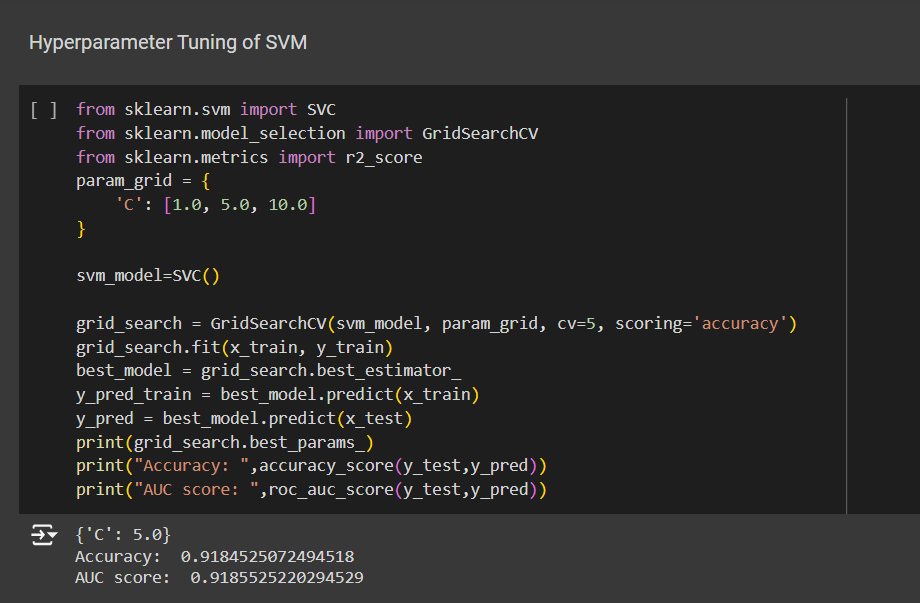 Hyperparameter Tuning of SVM
[ ] from sklearn.svm import SVC
from sklearn.model_selection import GridSearchCV
from sklearn.metrics import r2_score
param_grid = {
    'C': [1.0, 5.0, 10.0]
}
svm_model=SVC()
grid_search = GridSearchCV(svm_model, param_grid, cv=5, scoring='accuracy')
grid_search.fit(x_train, y_train)
best_model = grid_search.best_estimator_
y_pred_train = best_model.predict(x_train)
y_pred = best_model.predict(x_test)
print(grid_search.best_params_)
print("Accuracy: ",accuracy_score(y_test,y_pred))
print("AUC score: ",roc_auc_score(y_test,y_pred))
{'C': 5.0}
Accuracy:  0.9184525072494518
AUC score:  0.9185525220294529